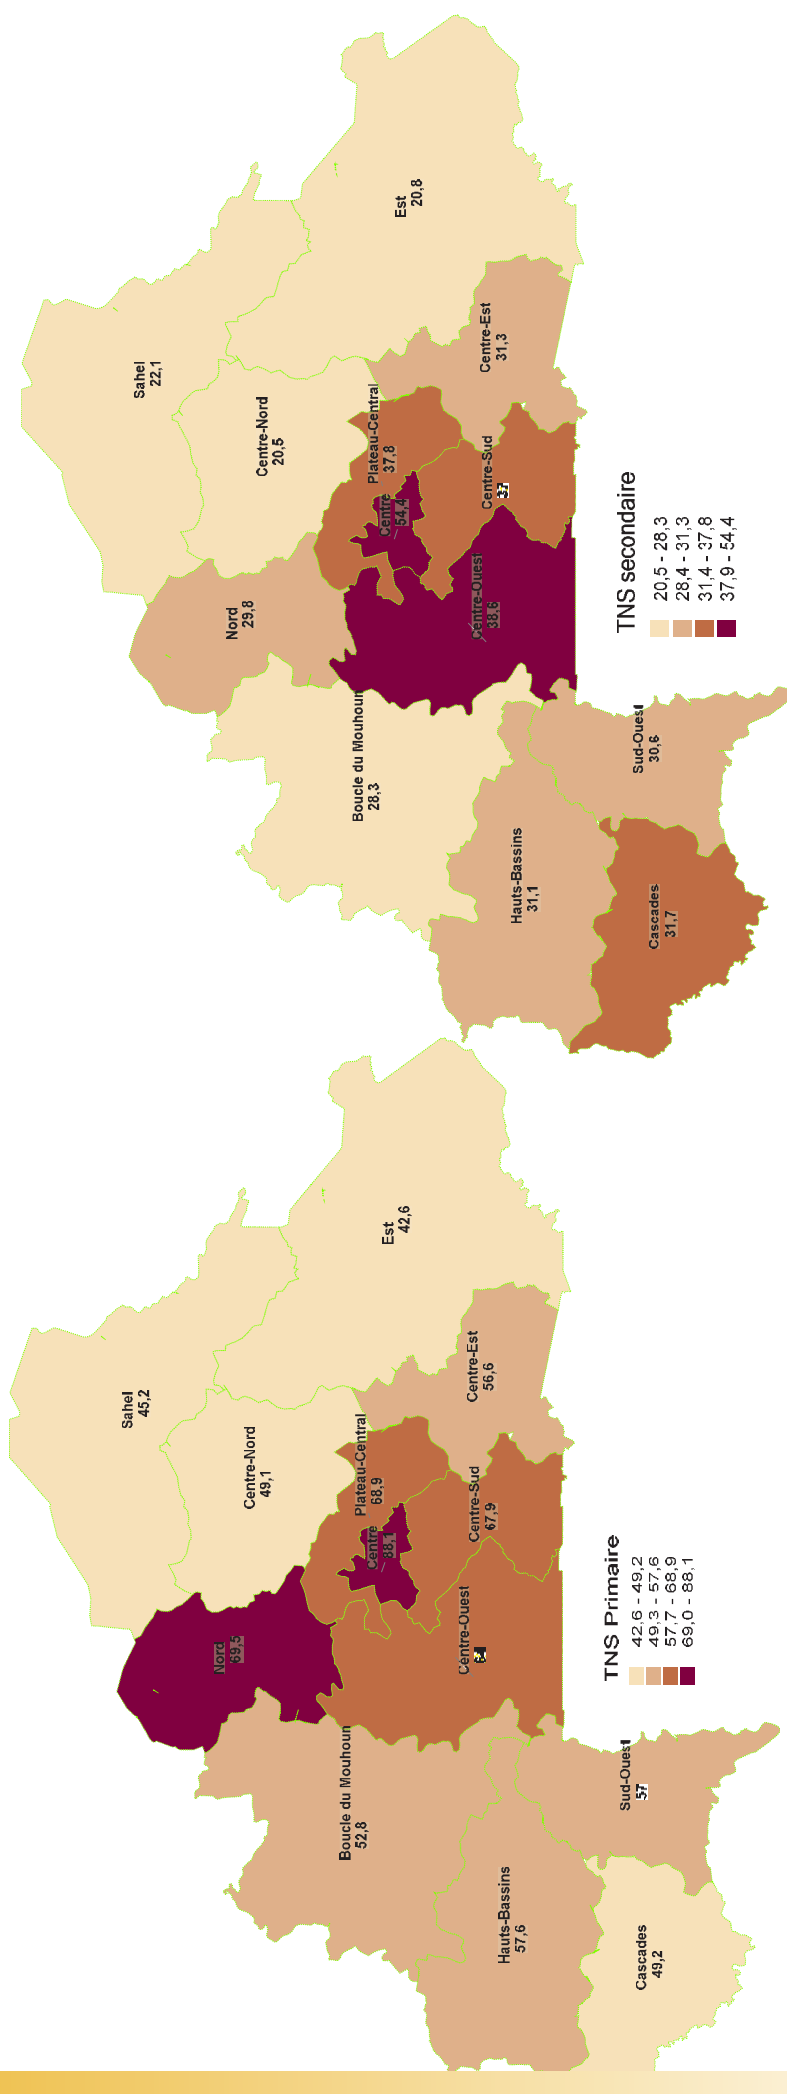 Sahel
22,1
Est
20,8
Centre-Nord
20,5
Nord
29,8
Plateau-Central
37,8
Centre
54,4
Centre-Est
31,3
Centre-Sud
37
Centre-Ouest
38,6
Boucle du Mouhoun
28,3
Hauts-Bassins
31,1
Sud-Ouest
30,6
Cascades
31,7
TNS secondaire
20,5 - 28,3
28,4 - 31,3
31,4 - 37,8
37,9 - 54,4
Sahel
45,2
Est
42,6
Centre-Nord
49,1
Nord
69,5
Plateau-Central
68,9
Centre
88,1
Centre-Est
56,6
Centre-Sud
67,9
Centre-Ouest
Boucle du Mouhoun
52,8
Hauts-Bassins
57,6
Sud-Ouest
57
Cascades
49,2
TNS Primaire
42,6 - 49,2
49,3 - 57,6
57,7 - 68,9
69,0 - 88,1